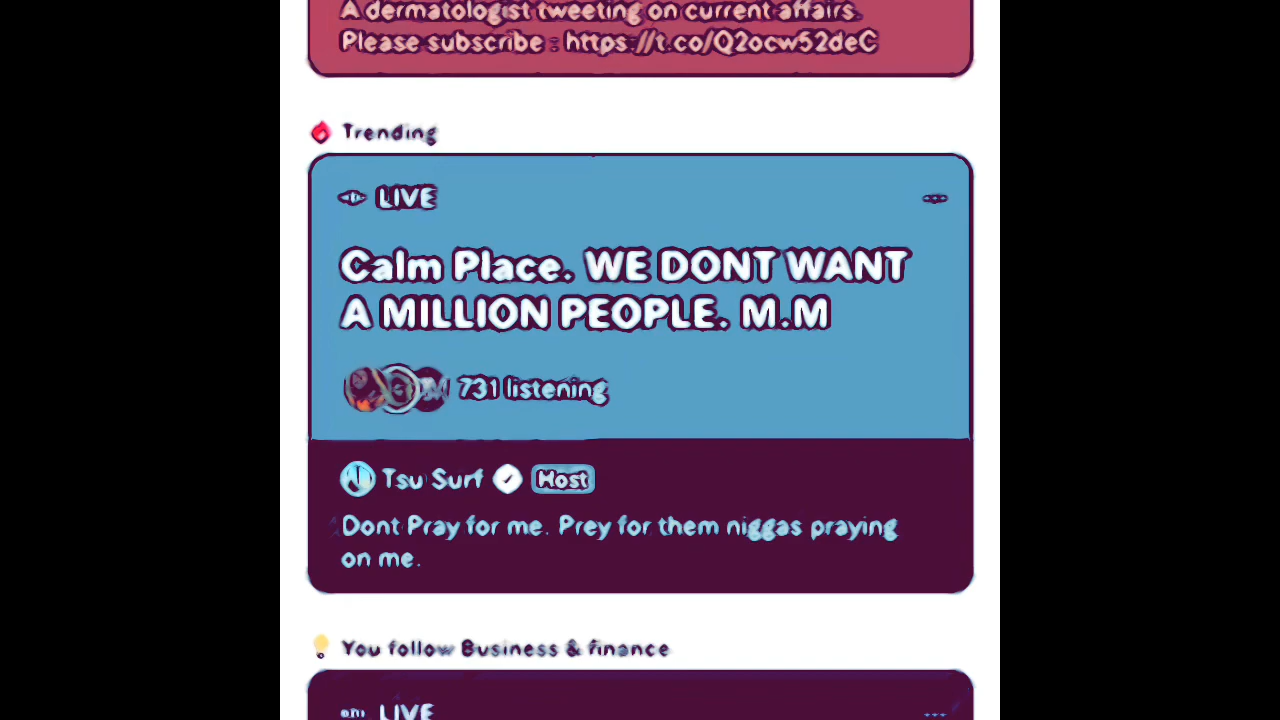 A dermatologist tweeting on current affairs.
Please subscribe : https://t.co/Q2ocw52deC
Trending
LIVE
Calm Place. WE DONT WANT
A MILLION PEOPLE. M.M
731 listening
Tsu Surf Host
Dont Pray for me. Prey for them niggas praying
on me.
You follow Business & finance
LIVE